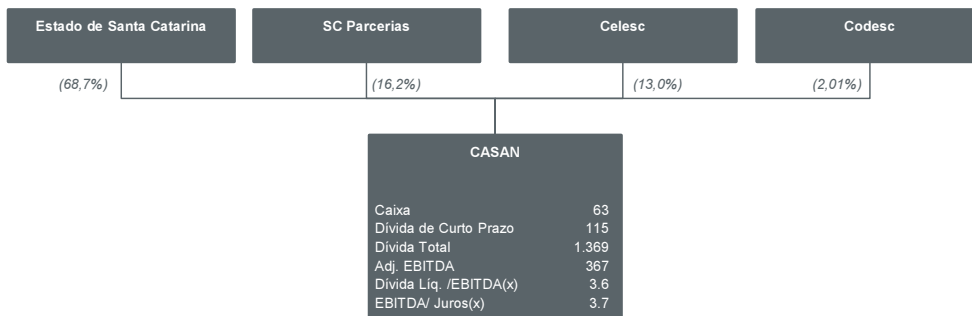 Estado de Santa Catarina
SC Parcerias
Celesc
Codesc
(68,7%)
(16,2%)
(13,0%)
(2,01%)
CASAN
Caixa 63
Dívida de Curto Prazo 115
Dívida Total 1.369
Adj. EBITDA 367
Dívida Líq. /EBITDA(x) 3.6
EBITDA/ Juros(x) 3.7